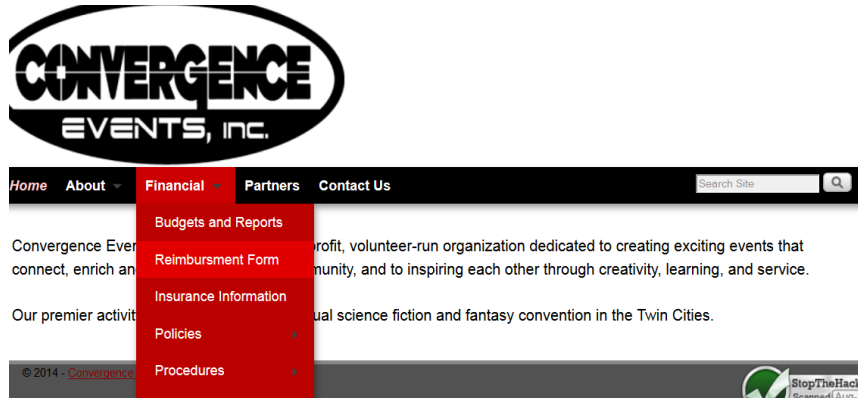 CONVERGENCE
EVENTS, INC.
Home About Financial Partners Contact Us Search Site
Budgets and Reports
Reimbursment Form
Insurance Information
Policies
Procedures
Convergence Ever rofit, volunteer-run organization dedicated to creating exciting events that
connect, enrich an munity, and to inspiring each other through creativity, learning, and service.
Our premier activit ual science fiction and fantasy convention in the Twin Cities.
© 2014 - Convergence
StopTheHack
Scanned Aug-